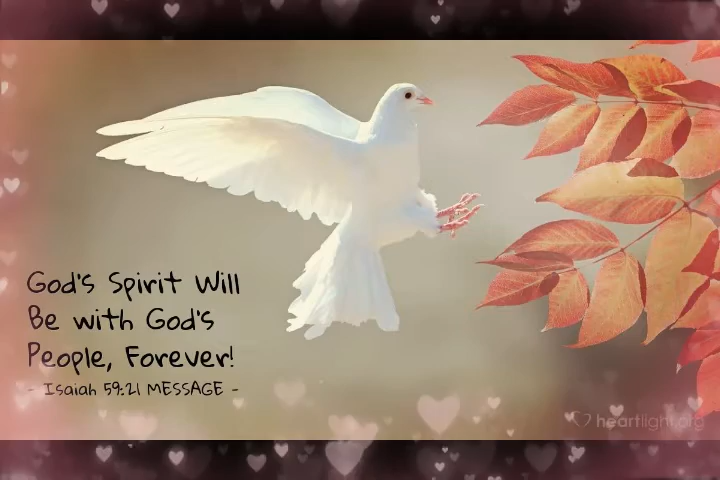 God's Spirit Will
Be with God's
People, Forever!
- Isaiah 59:21 MESSAGE -
heartlight.org